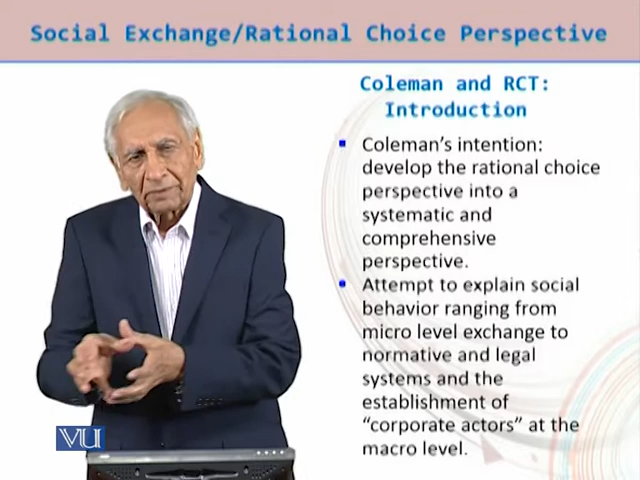 Social Exchange/Rational Choice Perspective
Coleman and RCT:
Introduction
Coleman's intention:
develop the rational choice
perspective into a
systematic and
comprehensive
perspective.
Attempt to explain social
behavior ranging from
micro level exchange to
normative and legal
systems and the
establishment of
“corporate actors” at the
macro level.
VU